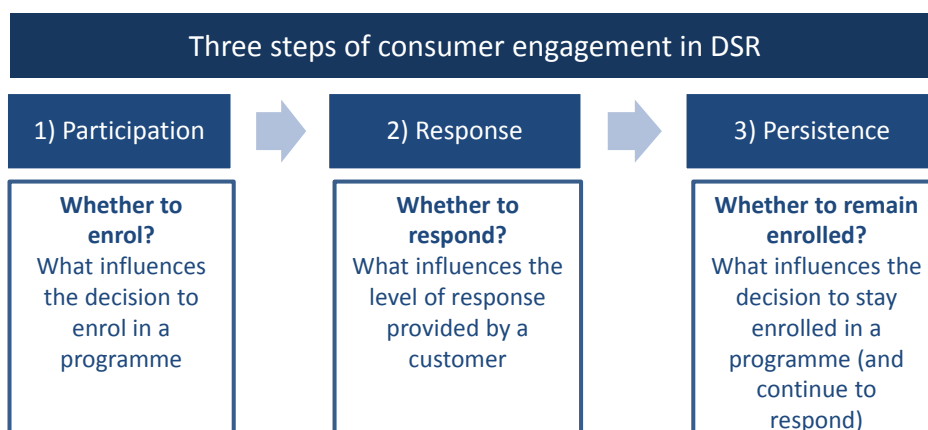 Three steps of consumer engagement in DSR
1) Participation
2) Response
3) Persistence
Whether to
enrol?
What influences
the decision to
enrol in a
programme
Whether to
respond?
What influences the
level of response
provided by a
customer
Whether to remain
enrolled?
What influences the
decision to stay
enrolled in a
programme (and
continue to
respond)